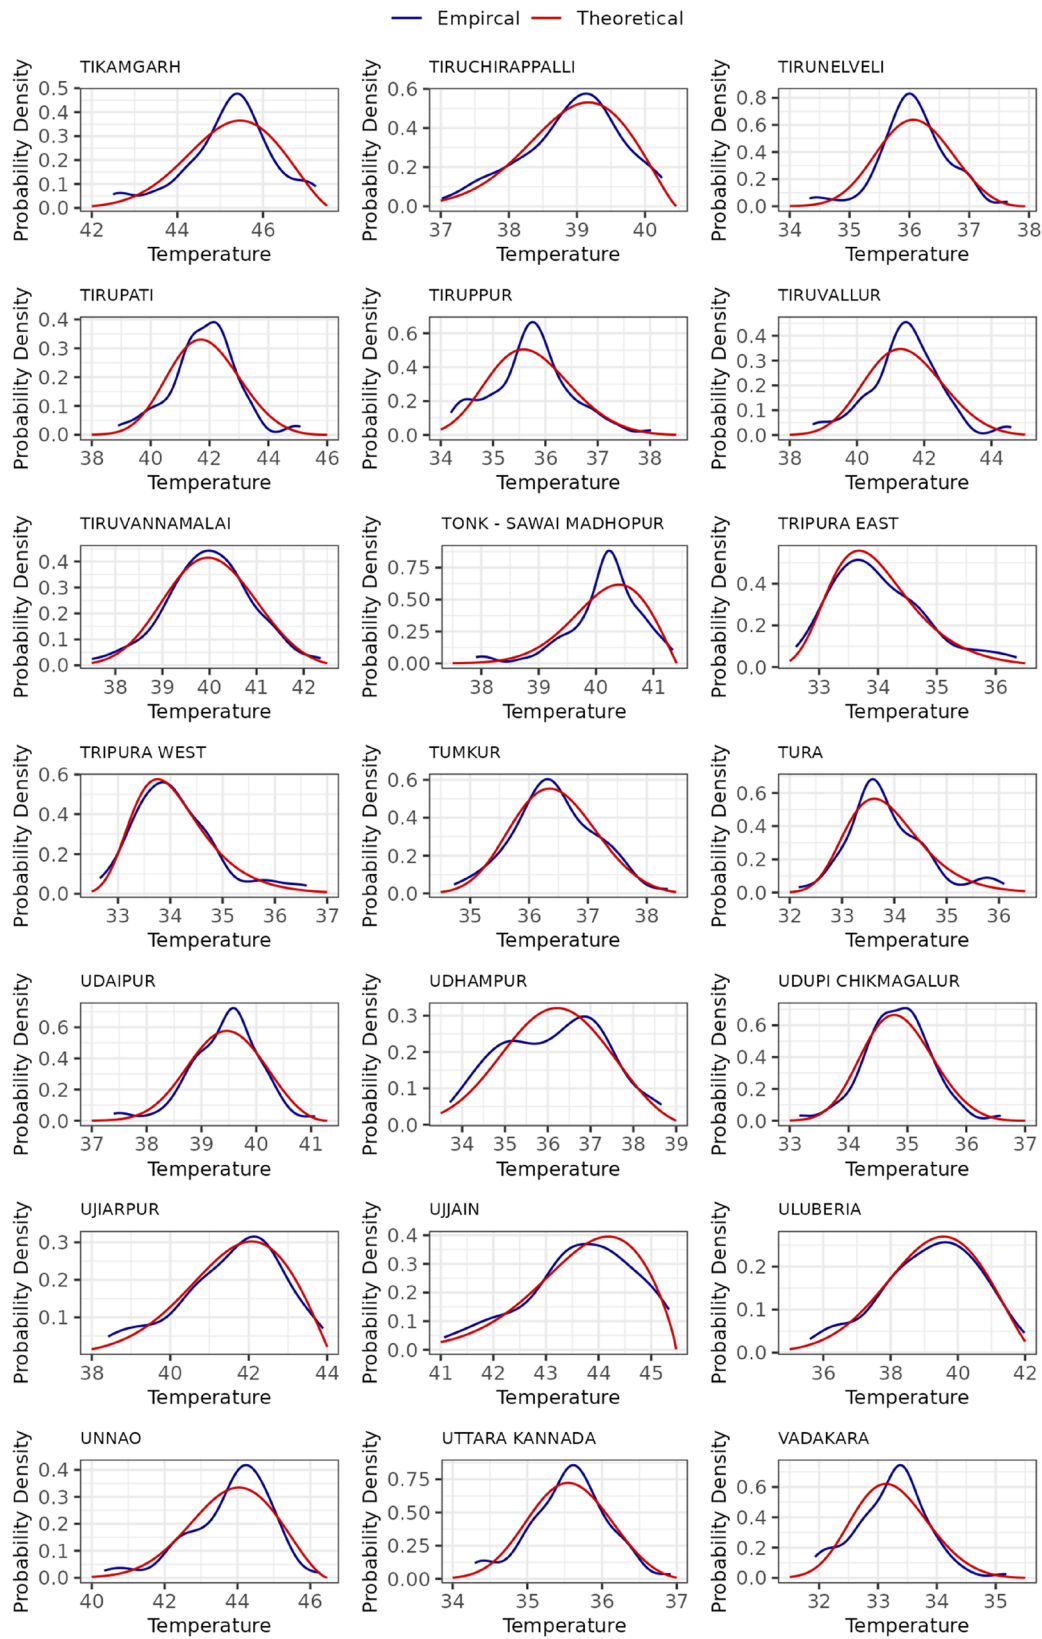 Empircal Theoretical
TIKAMGARH TIRUCHIRAPPALLI TIRUNELVELI
Probability Density 0.0 0.1 0.2 0.3 0.4 0.5 Probability Density 0.0 0.2 0.4 0.6 Probability Density 0.0 0.2 0.4 0.6 0.8
42 44 46 37 38 39 40 34 35 36 37 38
Temperature Temperature Temperature
TIRUPATI TIRUPPUR TIRUVALLUR
Probability Density 0.0 0.1 0.2 0.3 0.4 Probability Density 0.0 0.2 0.4 0.6 Probability Density 0.0 0.1 0.2 0.3 0.4
38 40 42 44 46 34 35 36 37 38 38 40 42 44
Temperature Temperature Temperature
TIRUVANNAMALAI TONK - SAWAI MADHOPUR TRIPURA EAST
Probability Density 0.0 0.1 0.2 0.3 0.4 Probability Density 0.00 0.25 0.50 0.75 Probability Density 0.0 0.2 0.4
38 39 40 41 42 38 39 40 41 33 34 35 36
Temperature Temperature Temperature
TRIPURA WEST TUMKUR TURA
Probability Density 0.0 0.2 0.4 0.6 Probability Density 0.0 0.2 0.4 0.6 Probability Density 0.0 0.2 0.4 0.6
33 34 35 36 37 35 36 37 38 32 33 34 35 36
Temperature Temperature Temperature
UDAIPUR UDHAMPUR UDUPI CHIKMAGALUR
Probability Density 0.0 0.2 0.4 0.6 Probability Density 0.0 0.1 0.2 0.3 Probability Density 0.0 0.2 0.4 0.6
37 38 39 40 41 34 35 36 37 38 39 33 34 35 36 37
Temperature Temperature Temperature
UJIARPUR UJJAIN ULUBERIA
Probability Density 0.1 0.2 0.3 Probability Density 0.0 0.1 0.2 0.3 0.4 Probability Density 0.0 0.1 0.2
38 40 42 44 41 42 43 44 45 36 38 40 42
Temperature Temperature Temperature
UNNAO UTTARA KANNADA VADAKARA
Probability Density 0.0 0.1 0.2 0.3 0.4 Probability Density 0.00 0.25 0.50 0.75 Probability Density 0.0 0.2 0.4 0.6
40 42 44 46 34 35 36 37 32 33 34 35
Temperature Temperature Temperature